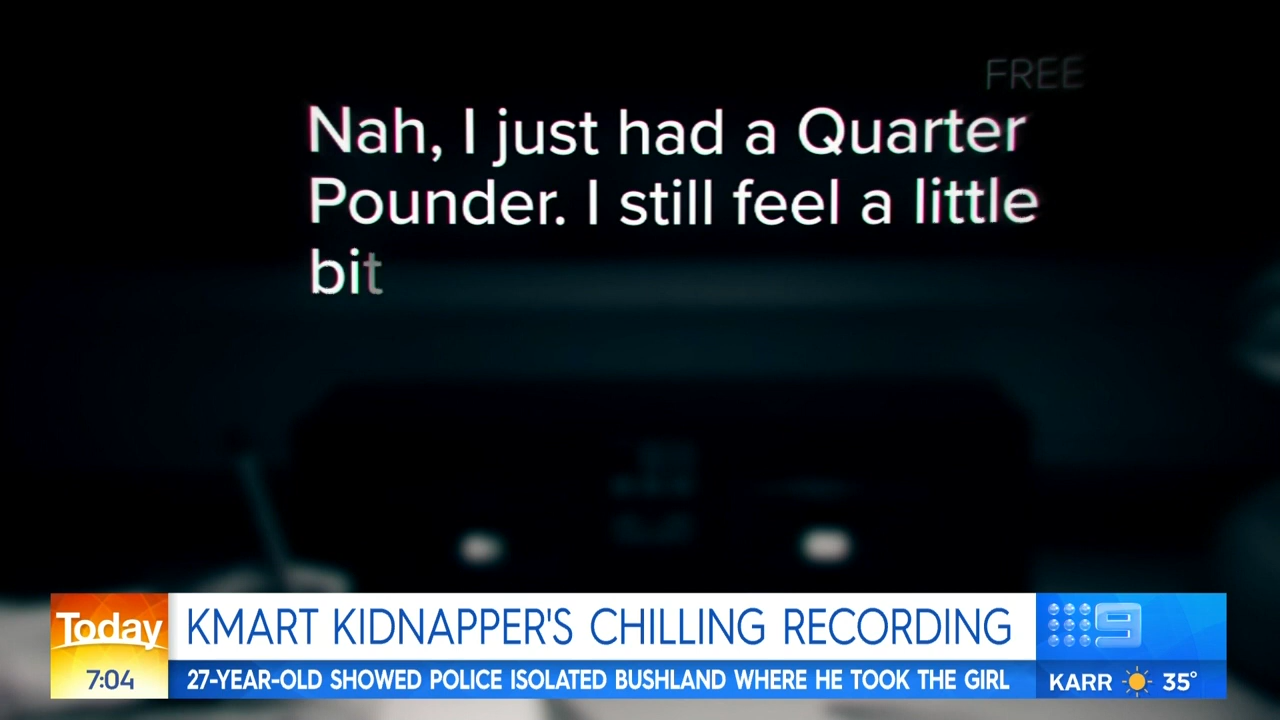 FREE
Nah, I just had a Quarter
Pounder. I still feel a little
bit
Today
7:04
KMART KIDNAPPER'S CHILLING RECORDING
27-YEAR-OLD SHOWED POLICE ISOLATED BUSHLAND WHERE HE TOOK THE GIRL
9
KARR 35°